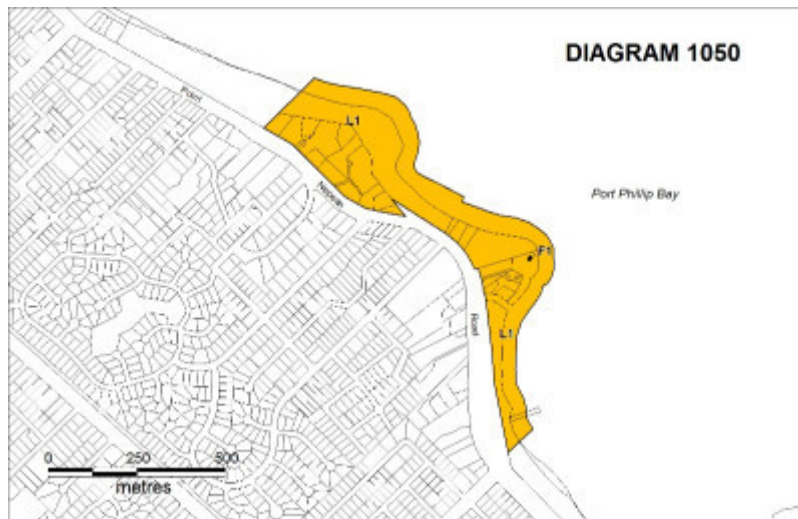 DIAGRAM 1050
Point
L1
Nepean
Port Phillip Bay
F1
Road
L1
0 250 500
metres